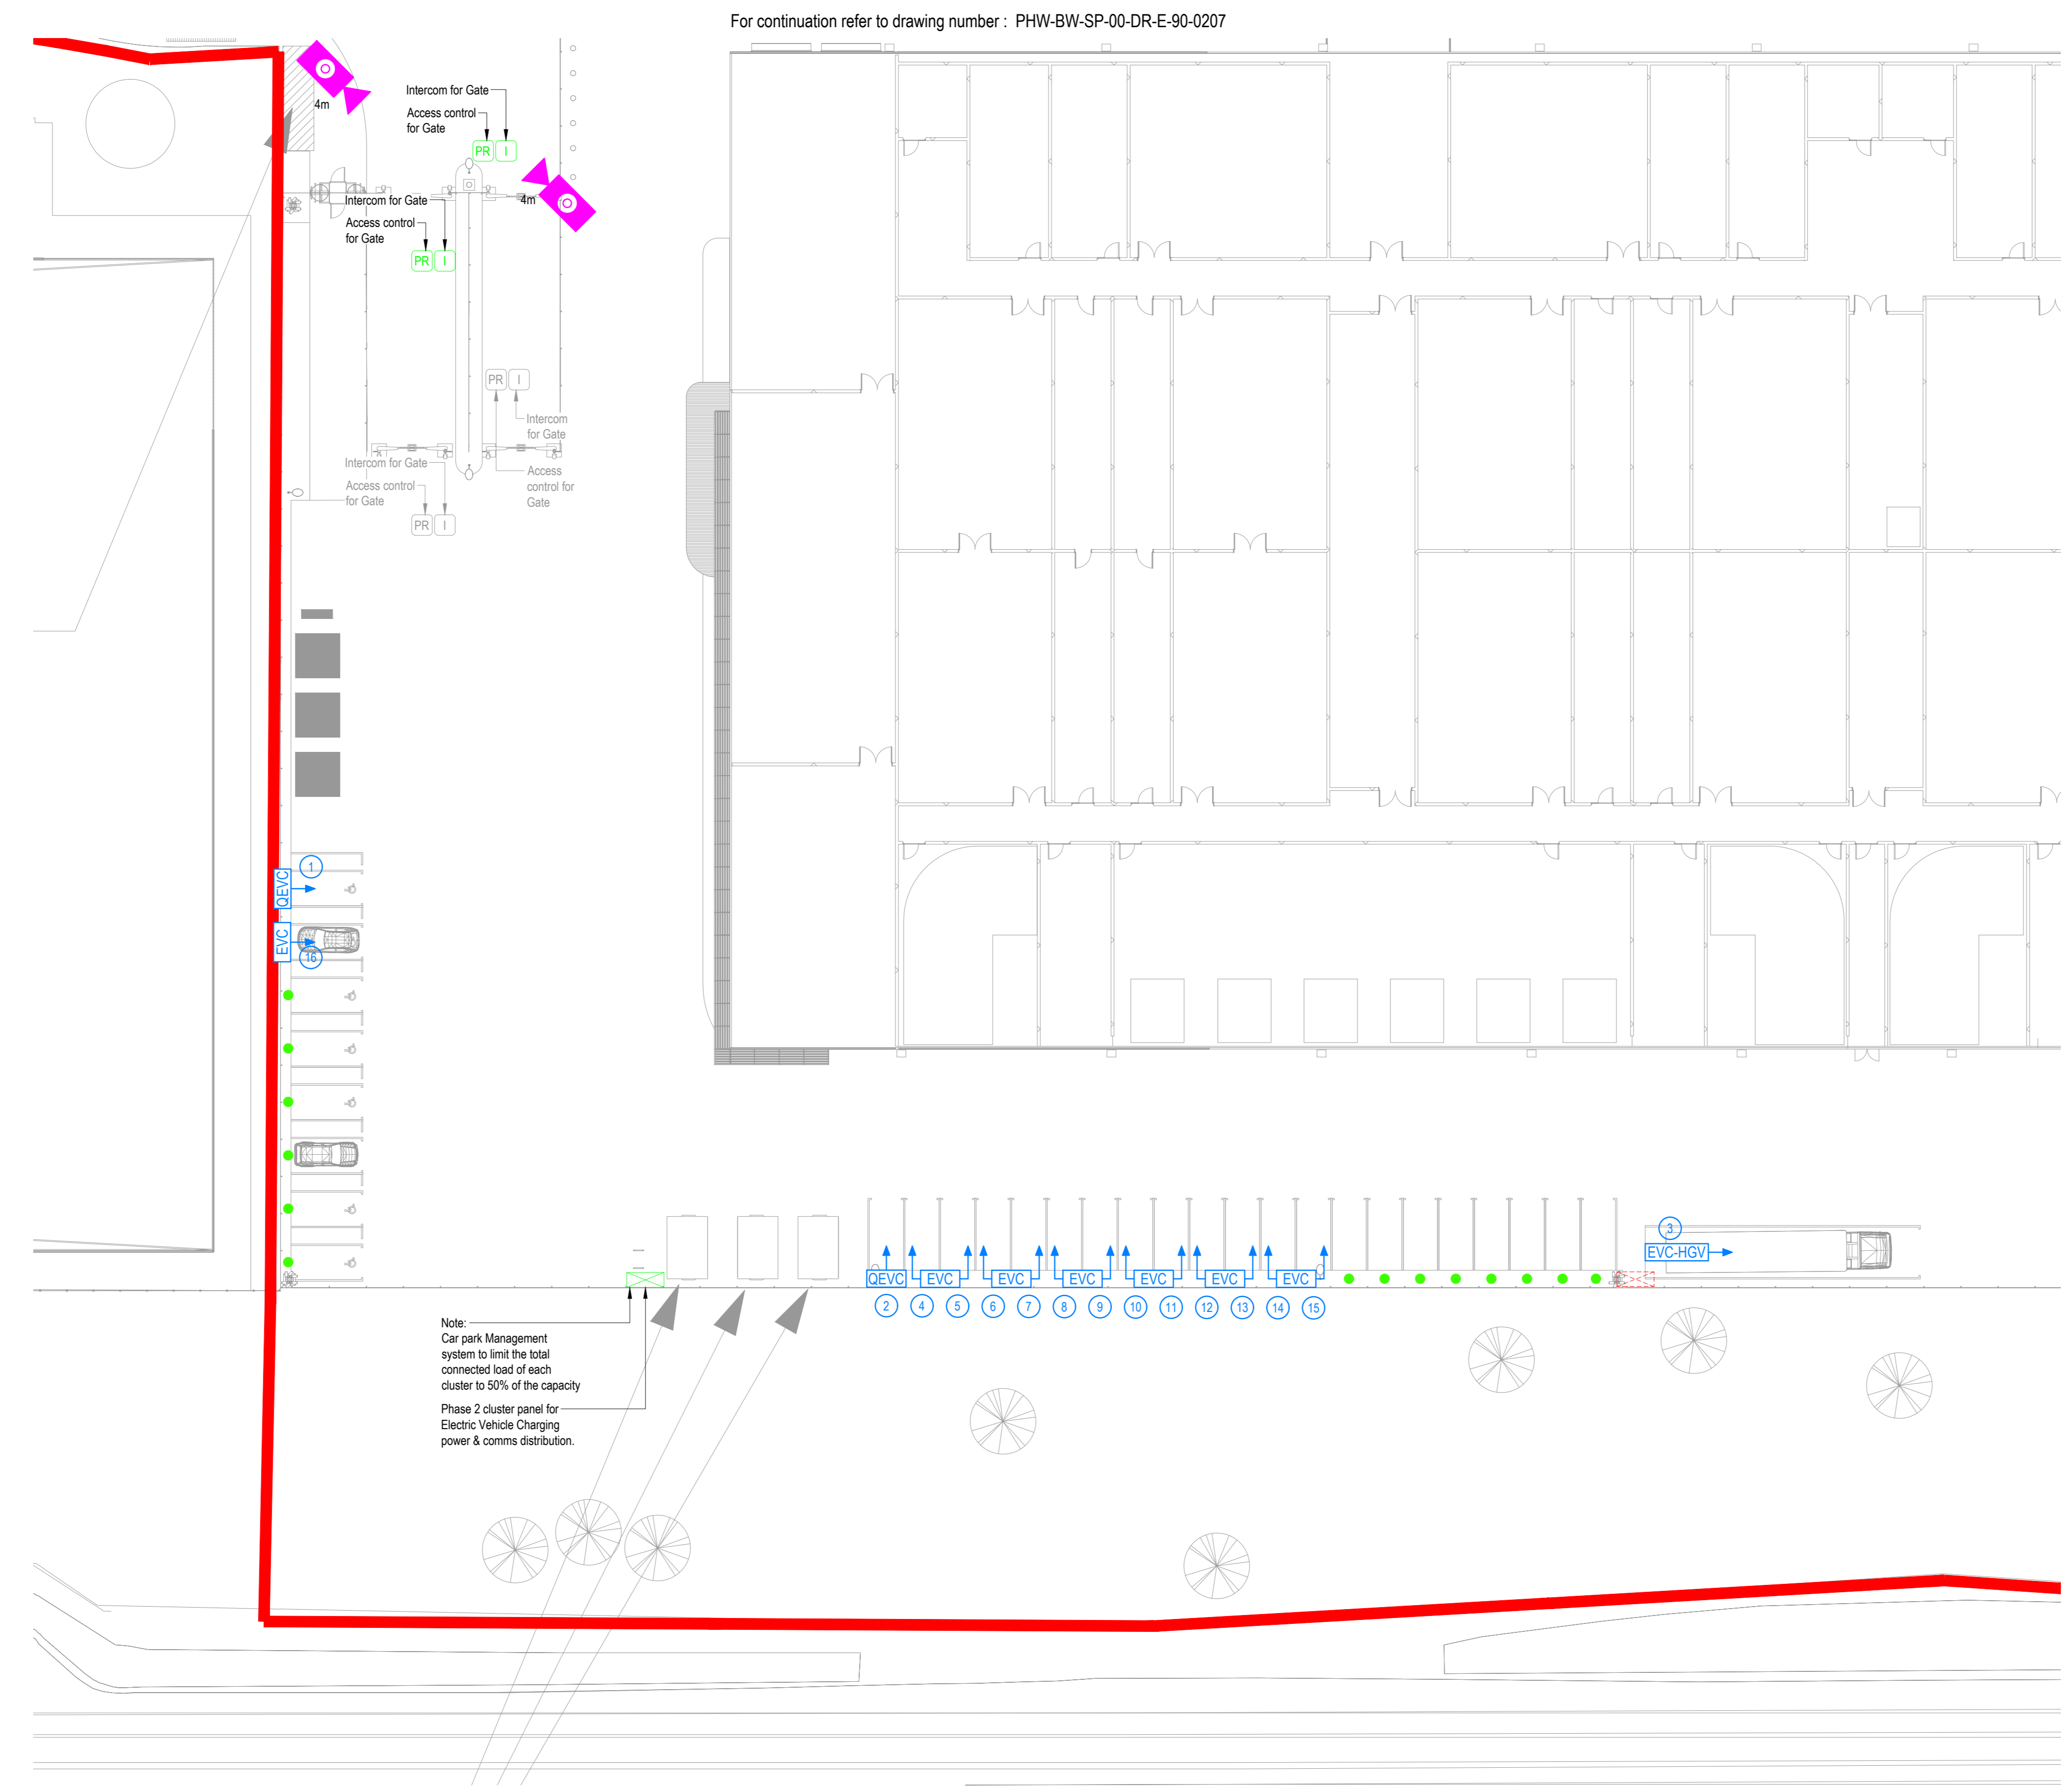 For continuation refer to drawing number : PHW-BW-SP-00-DR-E-90-0207
4m
Intercom for Gate
Access control
for Gate
PR I
4m
Intercom for Gate
Access control
for Gate
PR I
PR I
Intercom
for Gate
Intercom for Gate
Access control
for Gate
Access
control for
Gate
PR I
1
QEVC
EVC
16
3
EVC-HGV
QEVC EVC EVC EVC EVC EVC EVC
2 4 5 6 7 8 9 10 11 12 13 14 15
Note:
Car park Management
system to limit the total
connected load of each
cluster to 50% of the capacity
Phase 2 cluster panel for
Electric Vehicle Charging
power & comms distribution.